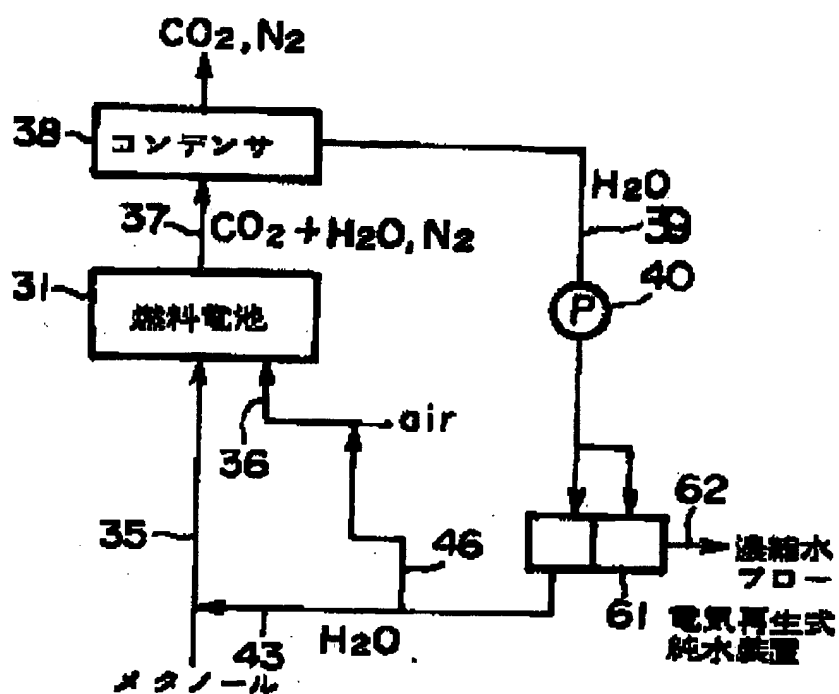 CO2,N2
38
コンデンサ
H2O
37
CO2+H2O,N2
39
31
40
燃料電池
P
air
36
62
35
46
濃縮水
ブロー
61 電気再生式
純水装置
H2O
43
メタノール